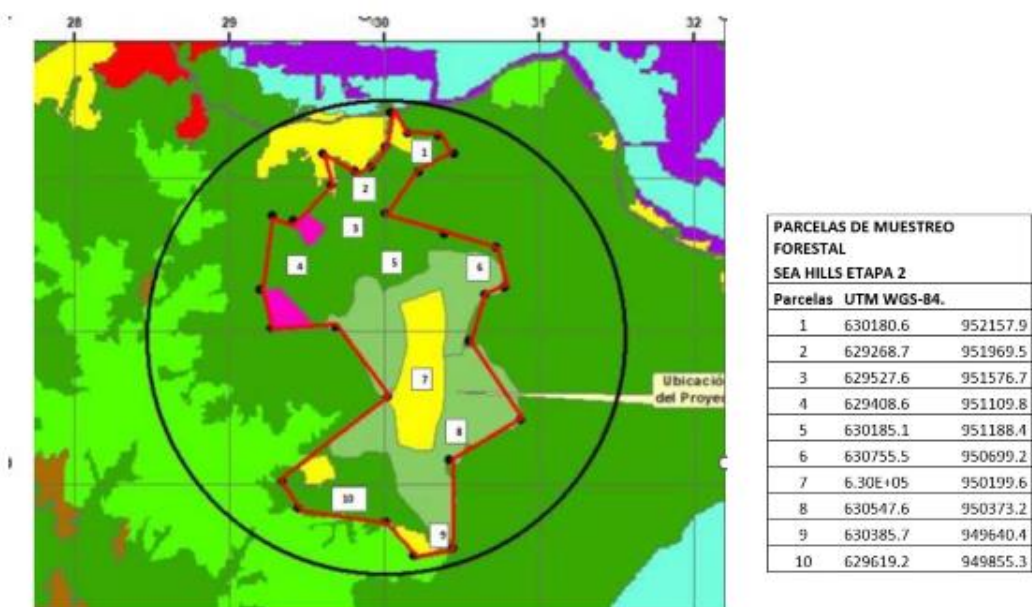 28 29 30 31 32
1
2
3
4
5
6
7
8
9
10
Ubicació
del Proye
PARCELAS DE MUESTREO
FORESTAL
SEA HILLS ETAPA 2
Parcelas UTM WGS-84.
1 630180.6 952157.9
2 629268.7 951969.5
3 629527.6 951576.7
4 629408.6 951109.8
5 630185.1 951188.4
6 630755.5 950699.2
7 6.30E+05 950199.6
8 630547.6 950373.2
9 630385.7 949640.4
10 629619.2 949855.3